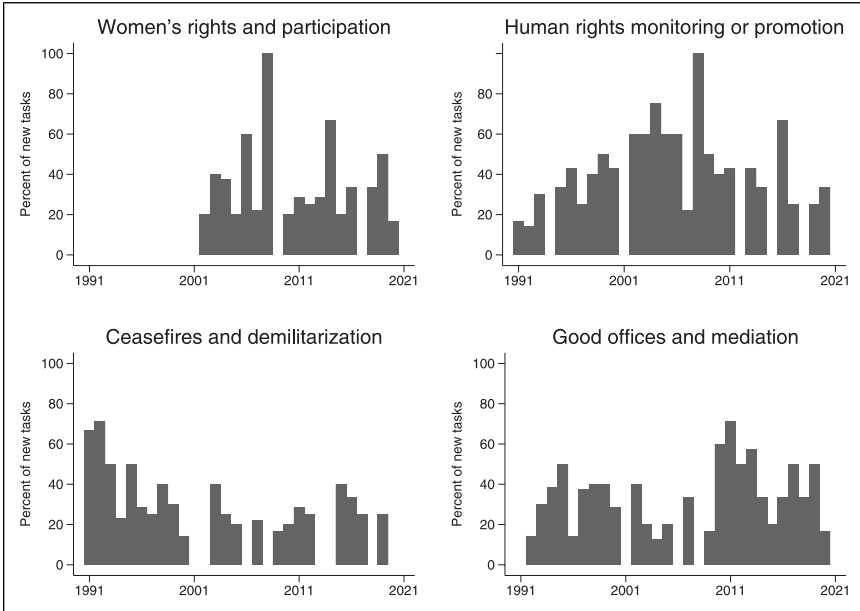 Women's rights and participation
Percent of new tasks
100
80
60
40
20
0
1991 2001 2011 2021
Human rights monitoring or promotion
Percent of new tasks
80
60
40
20
0
1991 2001 2011 2021
Ceasefires and demilitarization
Percent of new tasks
100
80
60
40
20
0
1991 2001 2011 2021
Good offices and mediation
Percent of new tasks
100
80
60
40
20
0
1991 2001 2011 2021